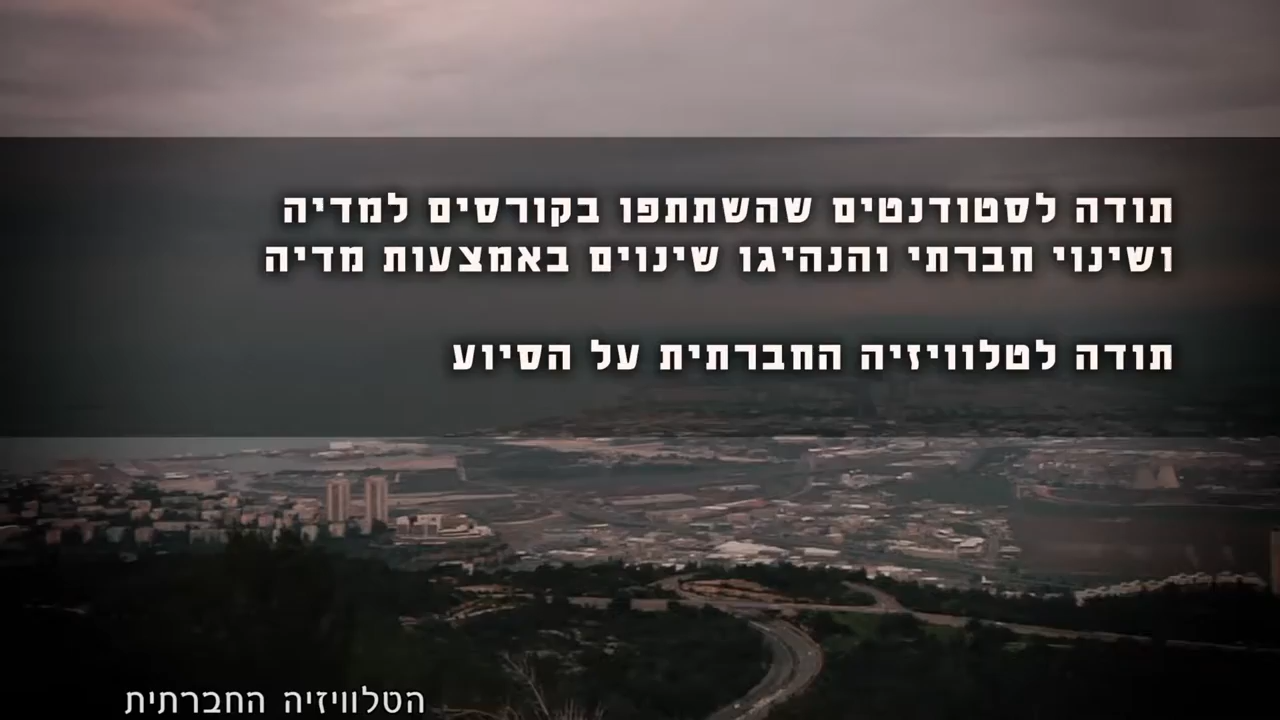 תודה לסטודנטים שהשתתפו בקורסים למדיה
ושינוי חברתי והנהיגו שינוים באמצעות מדיה
תודה לטלוויזיה החברתית על הסיוע
הטלוויזיה החברתית